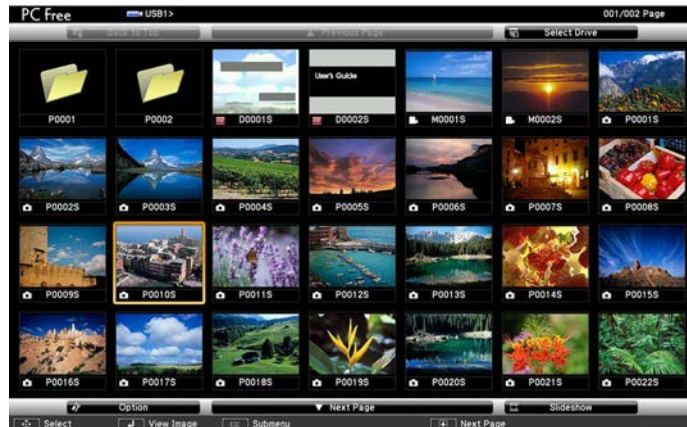 PC Free USB1> 001/002 Page
Back to Top Previous Page Select Drive
User's Guide
P0001 P0002 D0001S D0002S M0001S M0002S P0001S
P0002S P0003S P0004S P0005S P0006S P0007S P0008S
P0009S P0010S P0011S P0012S P0013S P0014S P0015S
P0016S P0017S P0018S P0019S P0020S P0021S P0022S
Option Next Page Slideshow
Select View Image Submenu Next Page